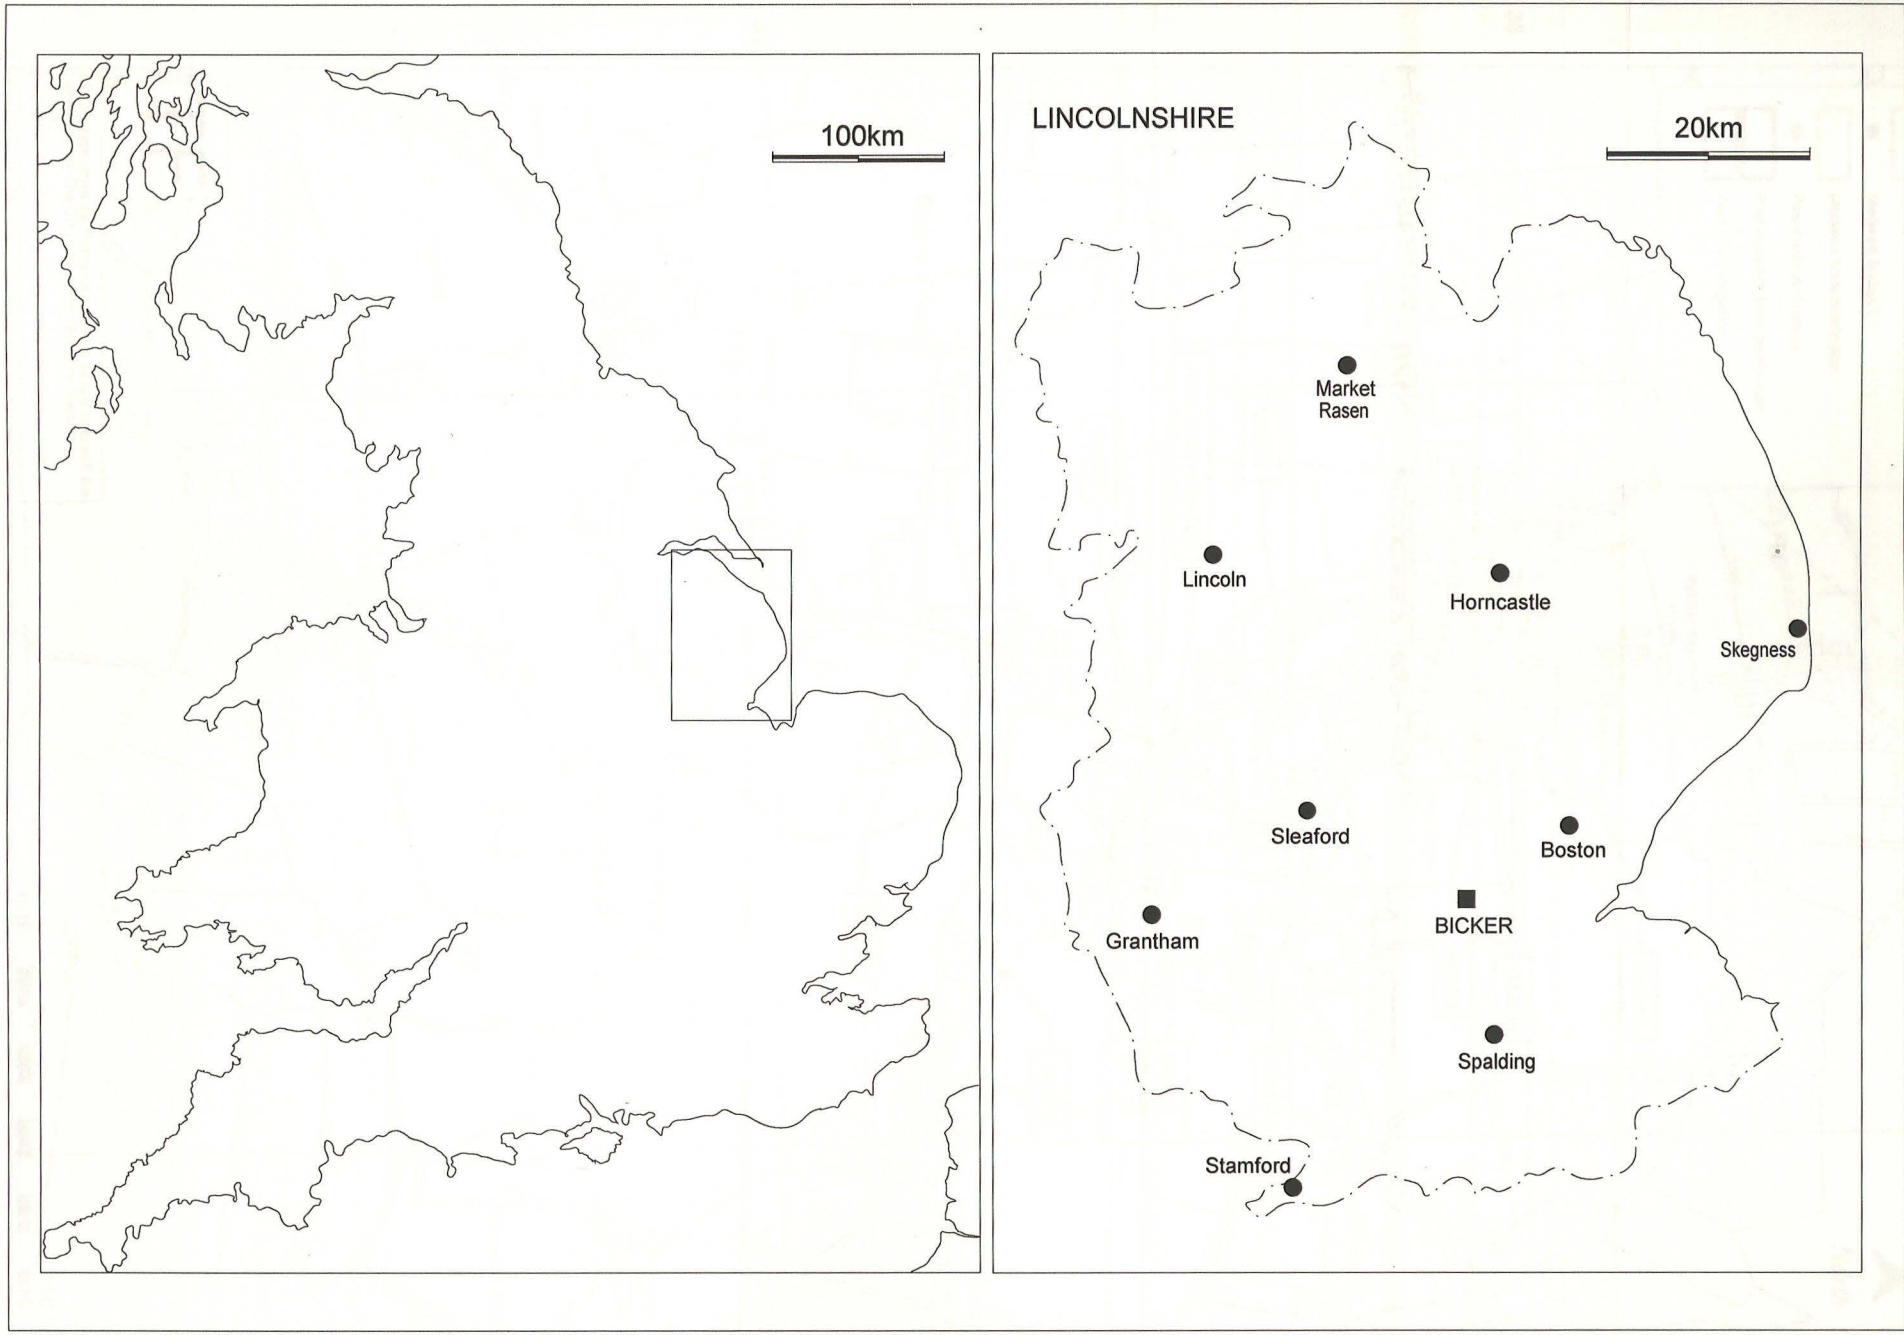 100km
LINCOLNSHIRE
20km
Market
Rasen
Lincoln
Horncastle
Skegness
Sleaford
Boston
BICKER
Grantham
Spalding
Stamford